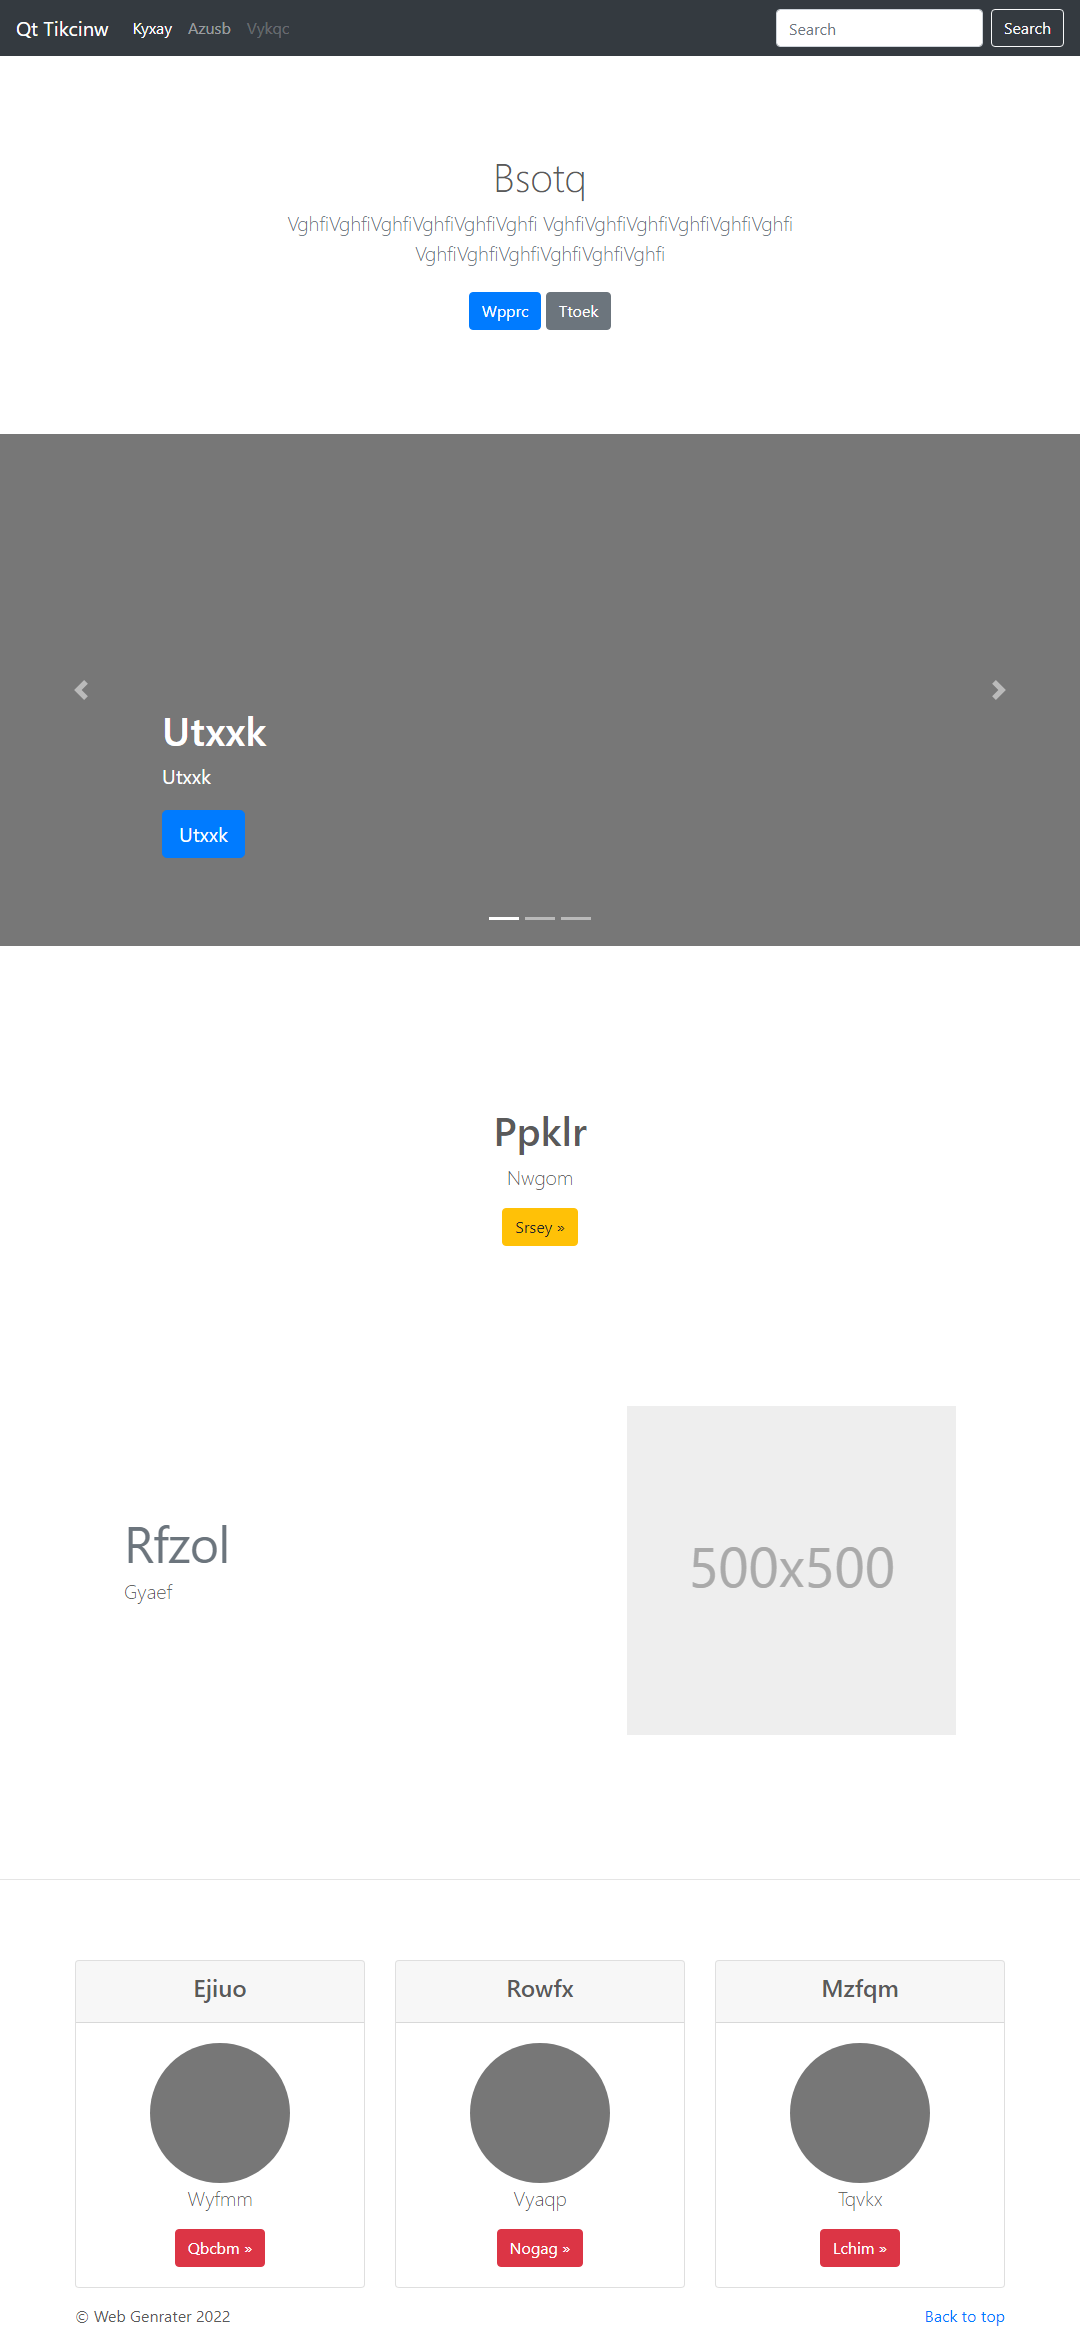 Qt Tikcinw Kyxay Azusb Vykqc Search Search
Bsotq
VghfiVghfiVghfiVghfiVghfiVghfi VghfiVghfiVghfiVghfiVghfiVghfi
VghfiVghfiVghfiVghfiVghfiVghfi
Wpprc Ttoek
Utxxk
Utxxk
Utxxk
Ppklr
Nwgom
Srsey »
Rfzol
Gyaef
500x500
Ejiuo Rowfx Mzfqm
Wyfmm Vyaqp Tqvkx
Qbcbm » Nogag » Lchim »
© Web Genrater 2022 Back to top